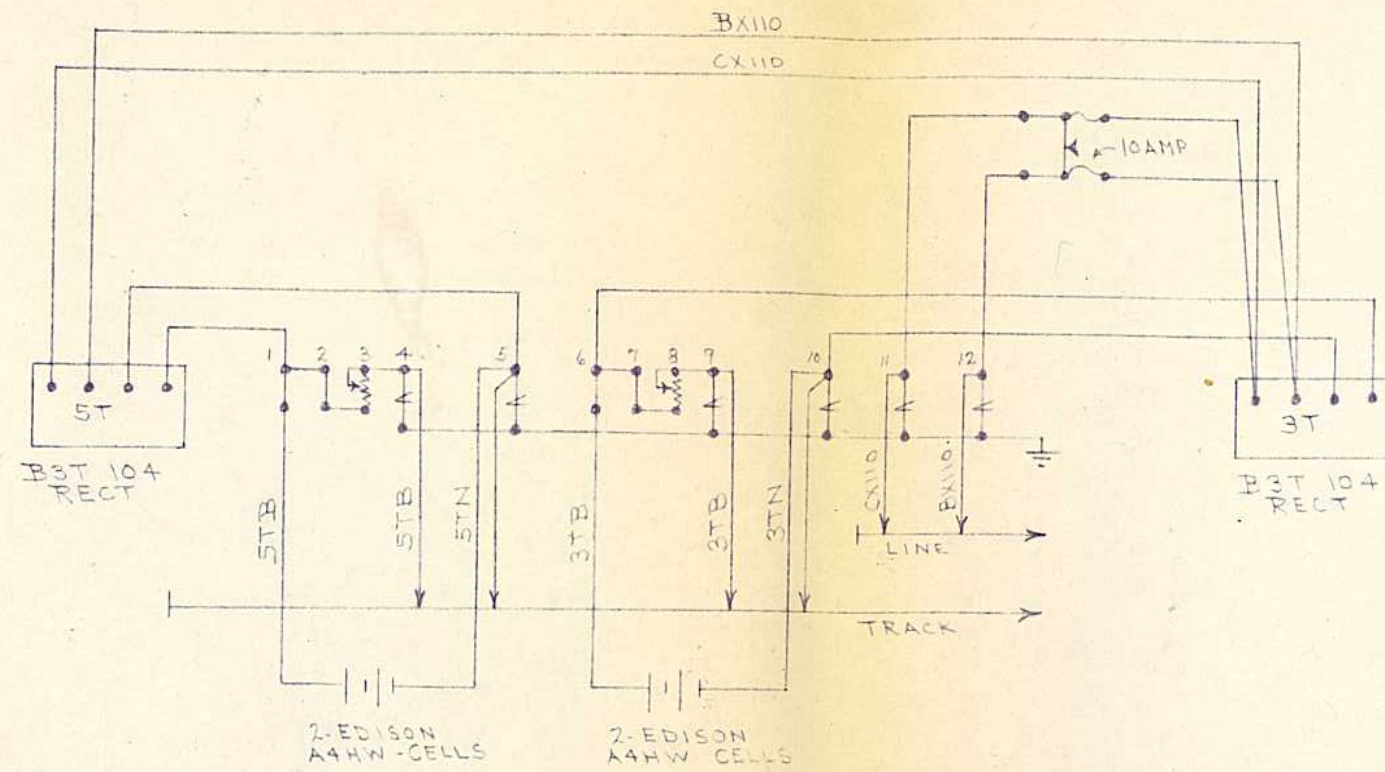 BX110
CX110
10AMP
1 2 3 4 5 6 7 8 9 10 11 12
5T
3T
B3T 104
RECT
B3T 104
RECT
5TB
5TB
5TN
3TB
3TB
3TN
CX110
BX110.
LINE
TRACK
2-EDISON
A4HW-CELLS
2-EDISON
A4HW CELLS